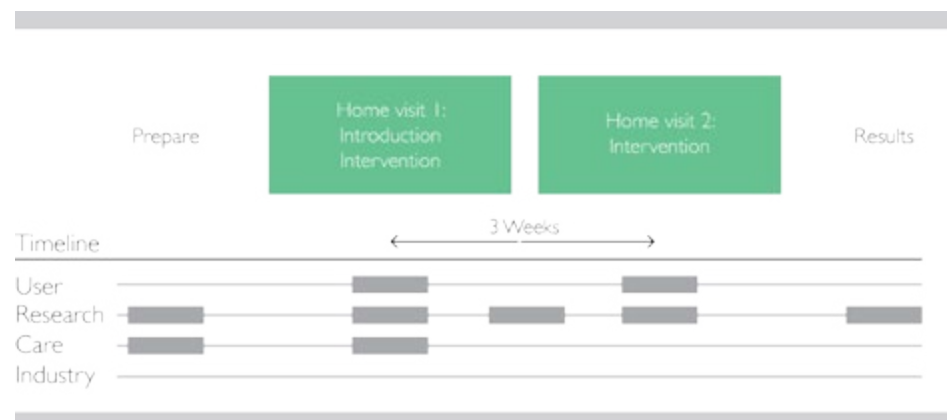 Prepare
Home visit 1:
Introduction
Intervention
Home visit 2:
Intervention
Results
3 Weeks
Timeline
User
Research
Care
Industry